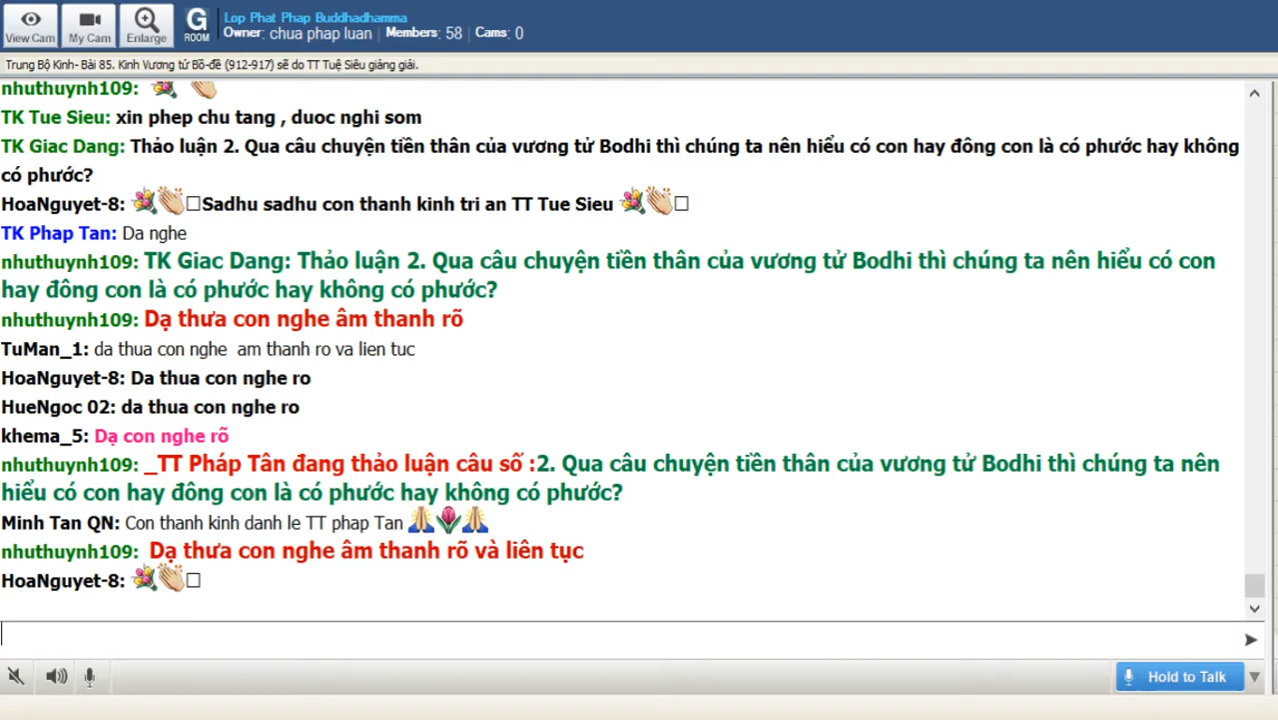 Lop Phat Phap Buddhadhamma
View Cam My Cam Enlarge G ROOM Owner: chua phap luan | Members: 58 | Cams: 0
Trung Bộ Kinh- Bài 85. Kinh Vương tử Bồ-đề (912-917) sẽ do TT Tuệ Siêu giảng giải.
nhuthuynh109:
TK Tue Sieu: xin phep chu tang , duoc nghi som
TK Giac Dang: Thảo luận 2. Qua câu chuyện tiền thân của vương tử Bodhi thì chúng ta nên hiểu có con hay đông con là có phước hay không
có phước?
HoaNguyet-8: Sadhu sadhu con thanh kinh tri an TT Tue Sieu
TK Phap Tan: Da nghe
nhuthuynh109: TK Giac Dang: Thảo luận 2. Qua câu chuyện tiền thân của vương tử Bodhi thì chúng ta nên hiểu có con
hay đông con là có phước hay không có phước?
nhuthuynh109: Dạ thưa con nghe âm thanh rõ
TuMan_1: da thua con nghe am thanh ro va lien tuc
HoaNguyet-8: Da thua con nghe ro
HueNgoc 02: da thua con nghe ro
khema_5: Dạ con nghe rõ
nhuthuynh109: _TT Pháp Tân đang thảo luận câu số :2. Qua câu chuyện tiền thân của vương tử Bodhi thì chúng ta nên
hiểu có con hay đông con là có phước hay không có phước?
Minh Tan QN: Con thanh kinh danh le TT phap Tan
nhuthuynh109: Dạ thưa con nghe âm thanh rõ và liên tục
HoaNguyet-8:
Hold to Talk